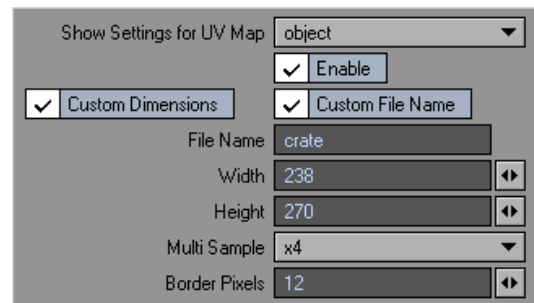 Show Settings for UV Map object
Enable
Custom Dimensions Custom File Name
File Name crate
Width 238
Height 270
Multi Sample x4
Border Pixels 12